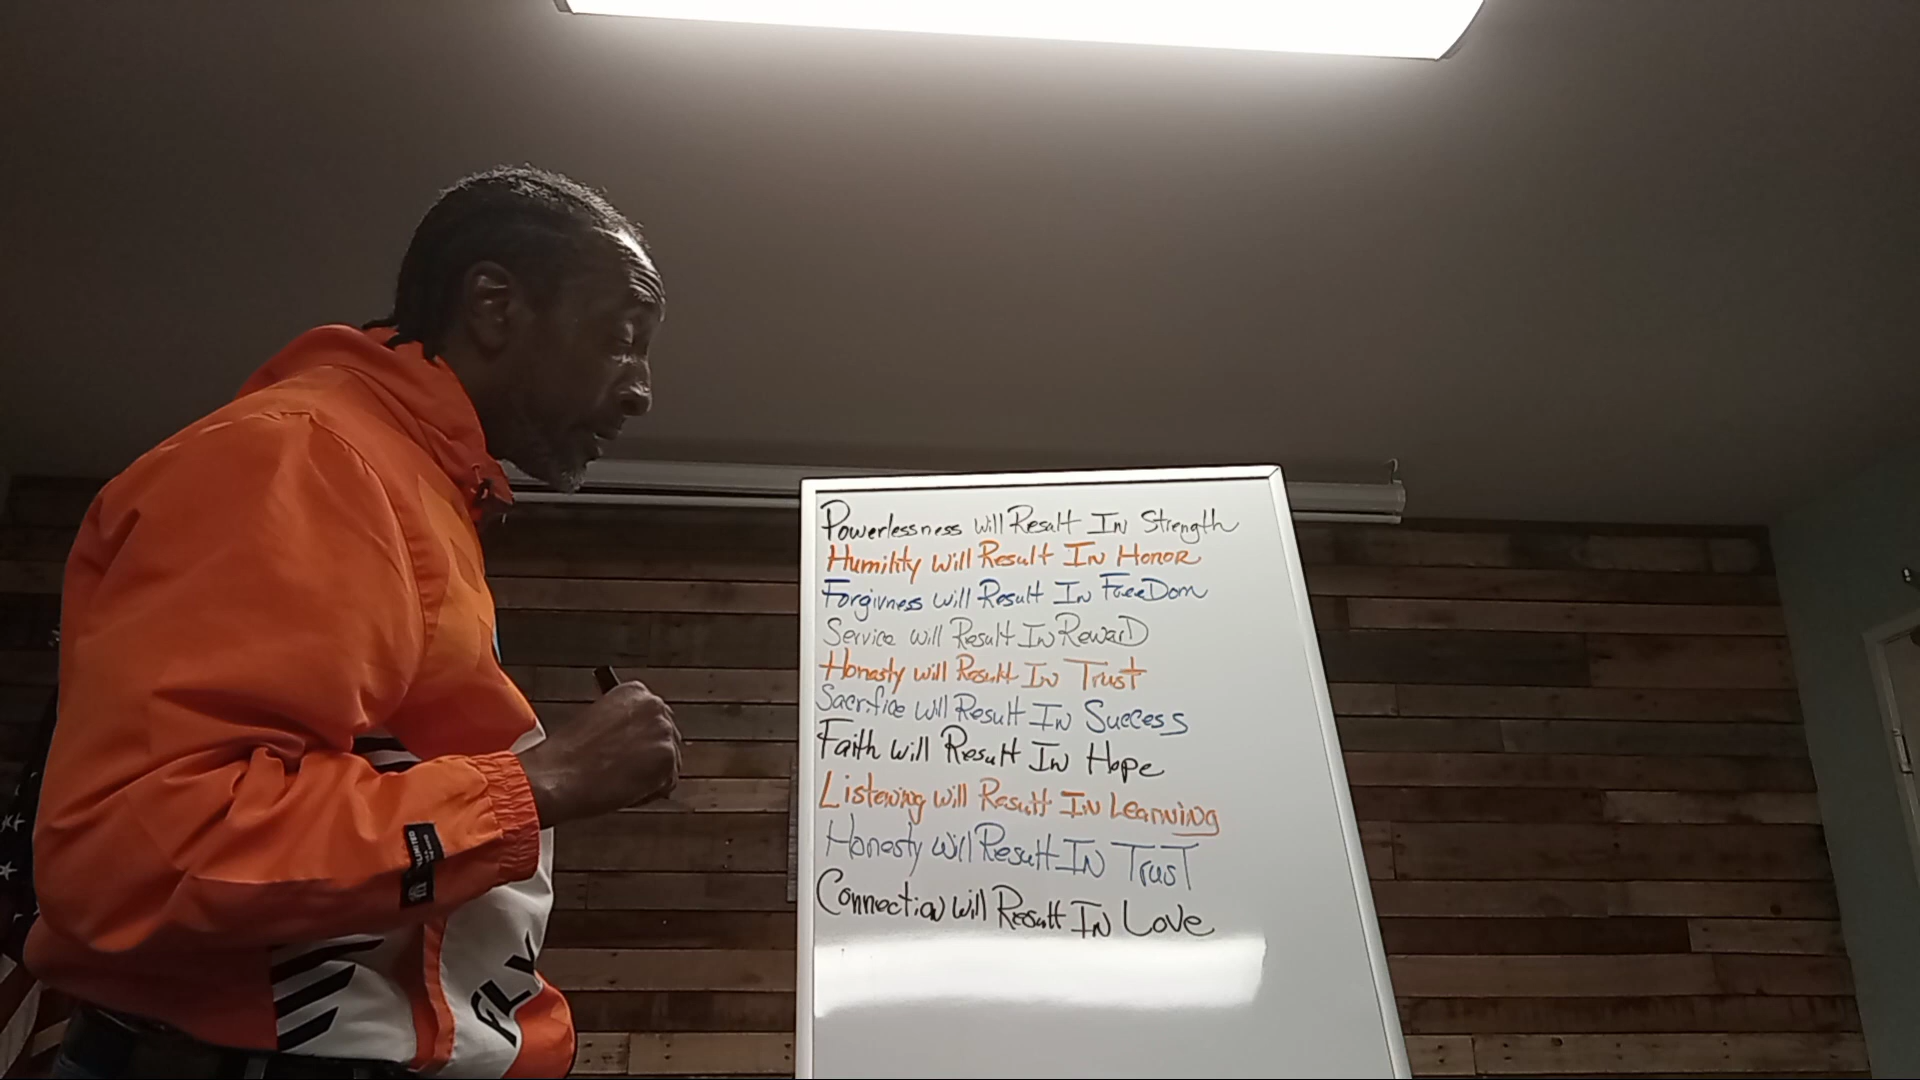 Powerlessness will Result In Strength
Humility will Result In Honor
Forgivness will Result In FreeDom
Service will Result In RewarD
Honesty will Result In Trust
Sacrifice will Result In Success
Faith will Result In Hope
Listening will Result In Learning
Honesty will Result In Trust
Connection will Result In Love
FLY